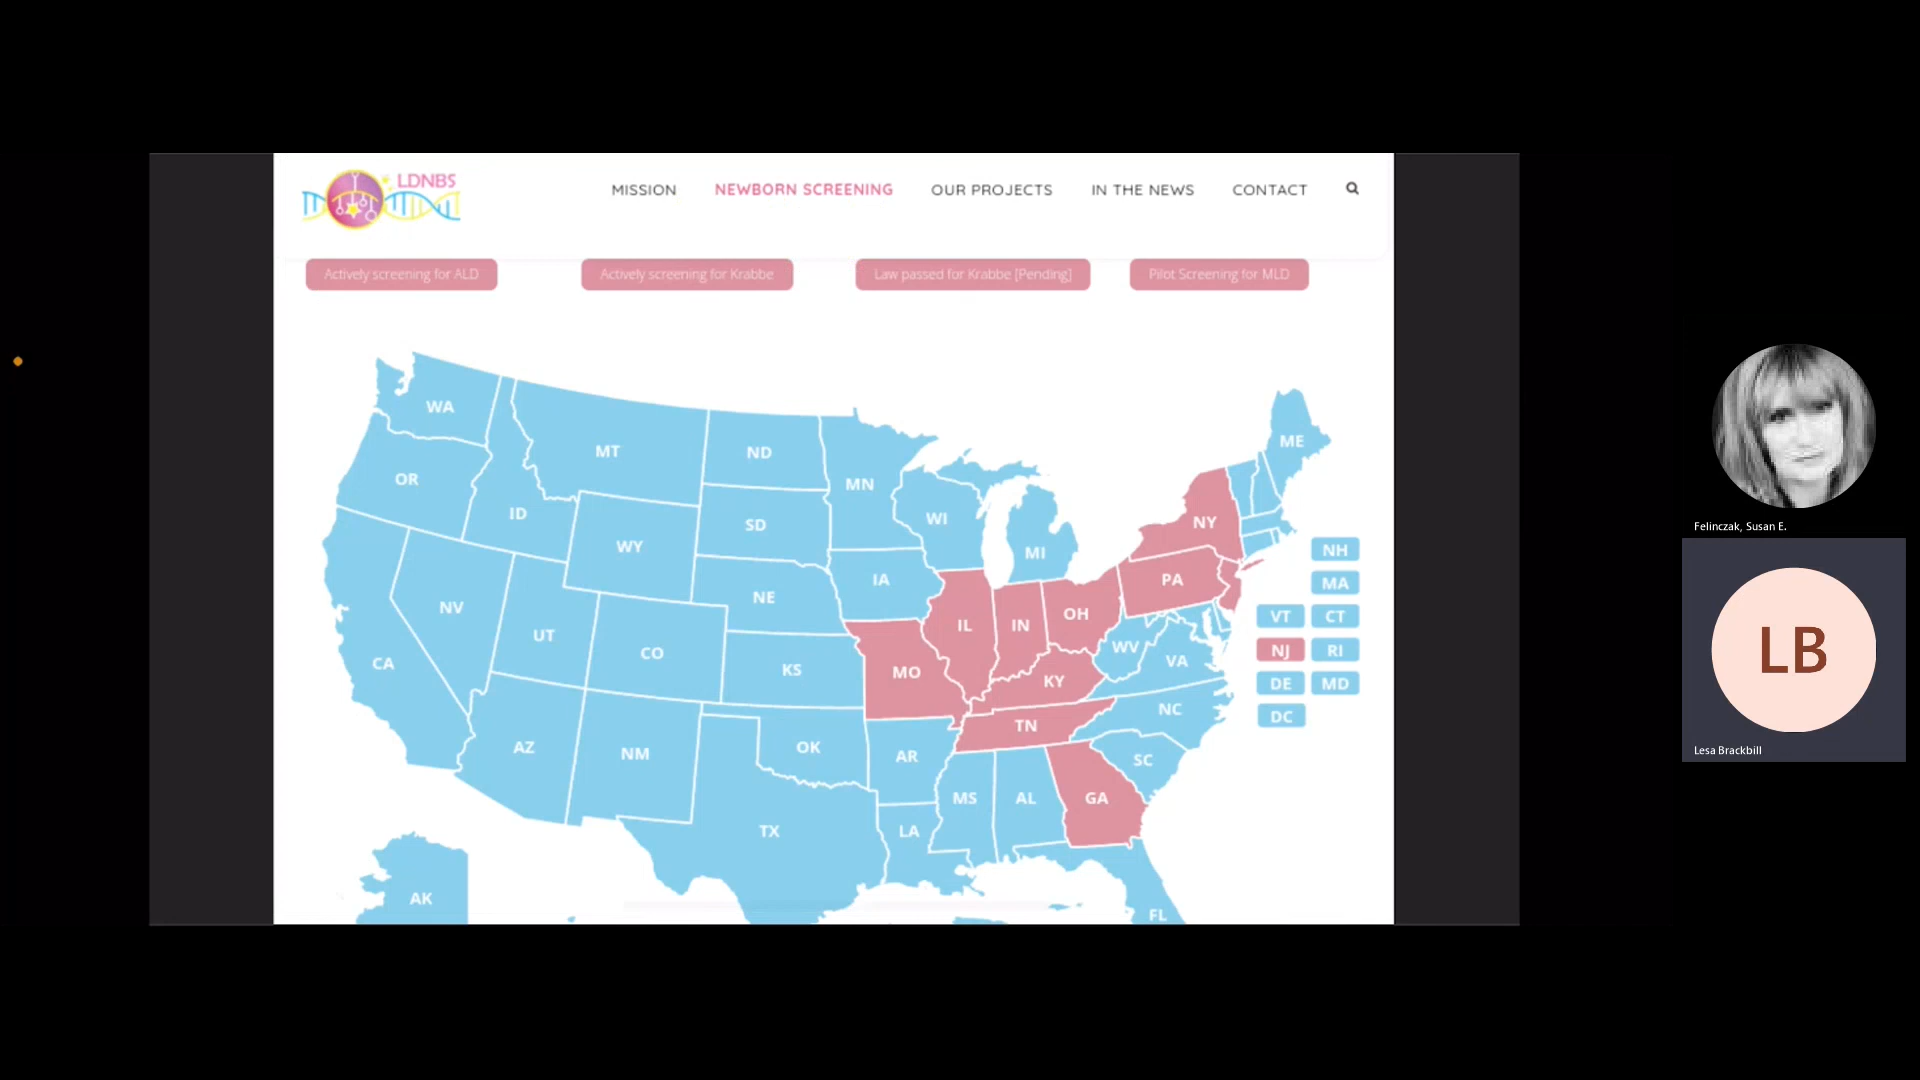 LDNBS
MISSION NEWBORN SCREENING OUR PROJECTS IN THE NEWS CONTACT
Actively screening for ALD Actively screening for Krabbe Law passed for Krabbe [Pending] Pilot Screening for MLD
WA
MT
ND
ME
OR
MN
ID
SD
WI
NY
WY
MI
NH
IA
PA
MA
NV
NE
IL
IN
OH
VT
CT
UT
CO
WV
NJ
RI
CA
KS
MO
KY
VA
DE
MD
NC
DC
AZ
NM
OK
TN
AR
SC
MS
AL
GA
TX
LA
AK
FL
Felinczak, Susan E.
LB
Lesa Brackbill